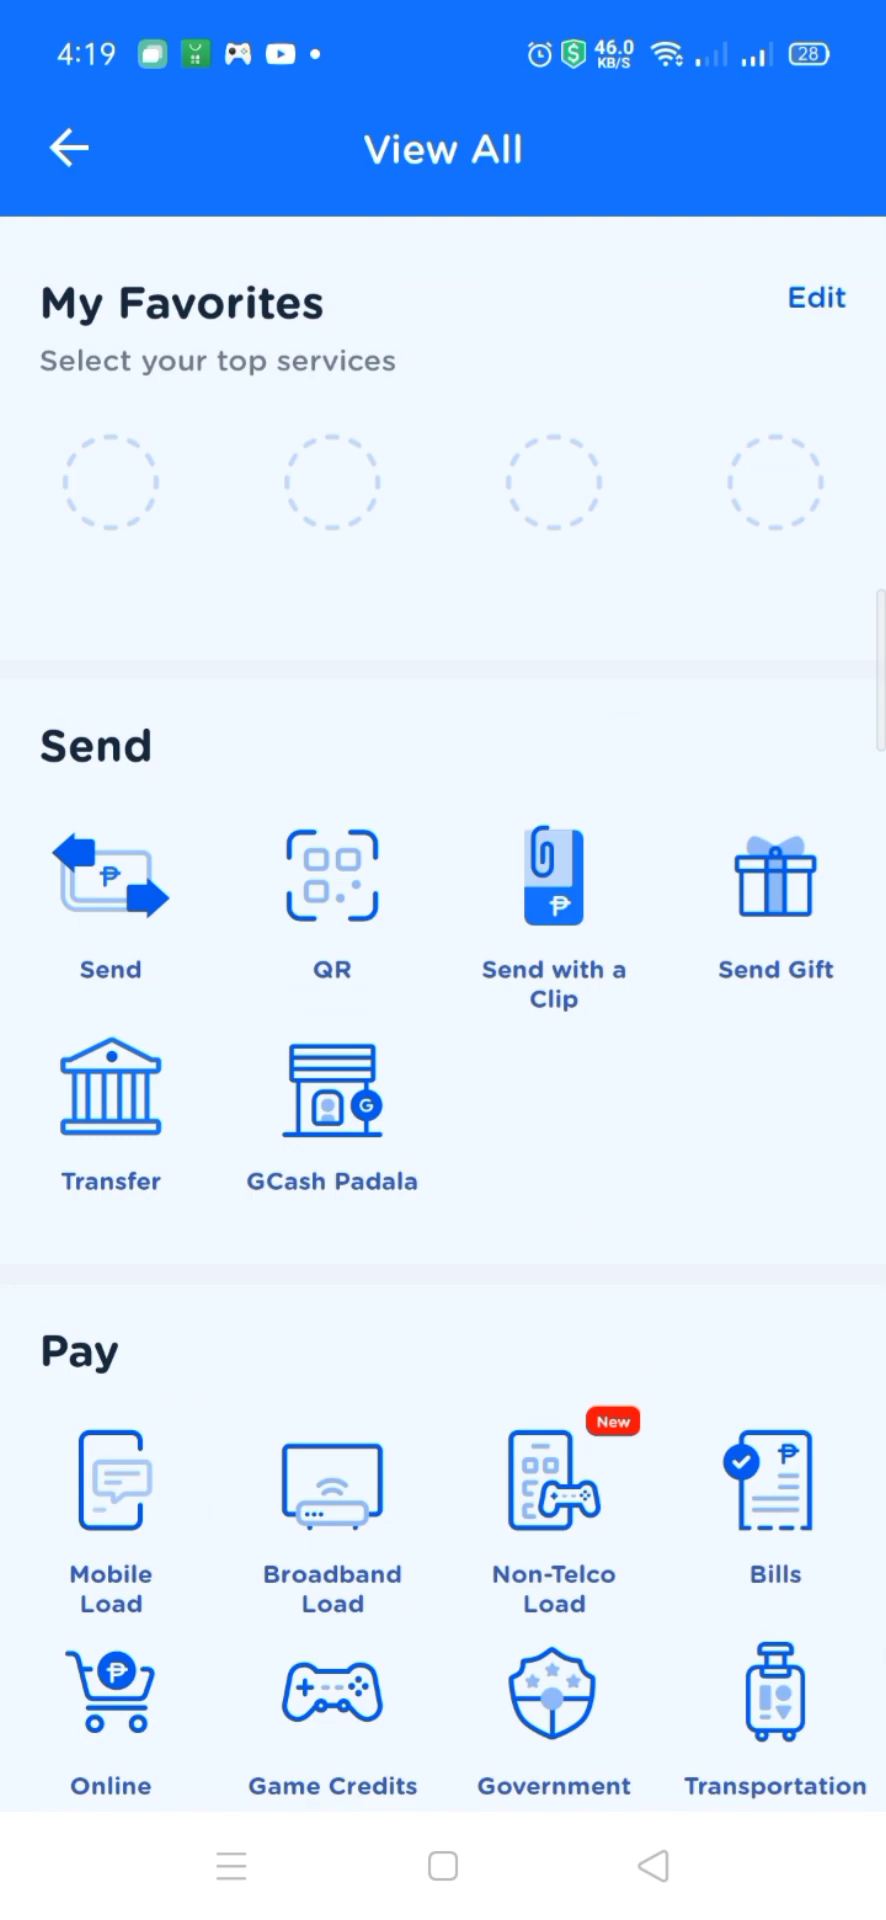 4:19 46.0 KB/S 28
View All
My Favorites Edit
Select your top services
Send
Send QR Send with a Clip Send Gift
Transfer GCash Padala
Pay
New
Mobile Load Broadband Load Non-Telco Load Bills
Online Game Credits Government Transportation